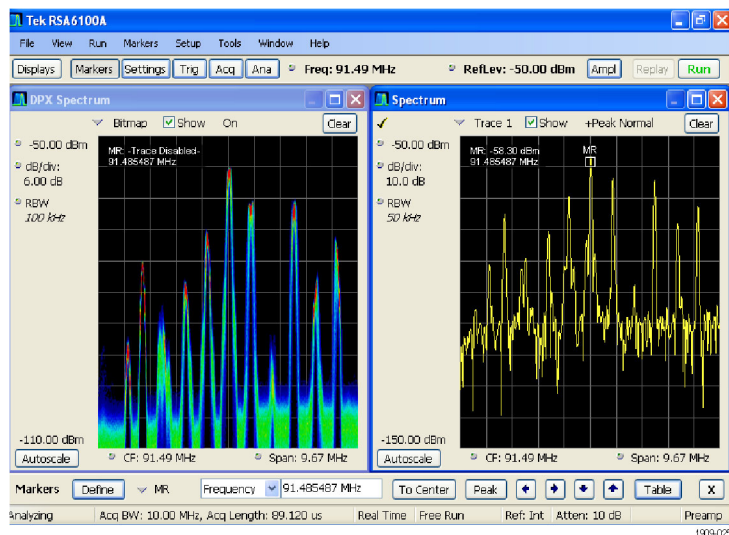 Tek RSA6100A
File View Run Markers Setup Tools Window Help
Displays Markers Settings Trig Acq Ana Freq: 91.49 MHz RefLev: -50.00 dBm Ampl Replay Run
DPX Spectrum
Bitmap Show On Clear
-50.00 dBm
dB/div:
6.00 dB
RBW
100 kHz
MR: -Trace Disabled-
91.485487 MHz
-110.00 dBm
Autoscale CF: 91.49 MHz Span: 9.67 MHz
Spectrum
Trace 1 Show +Peak Normal Clear
-50.00 dBm
dB/div:
10.0 dB
RBW
50 kHz
MR: -58.30 dBm
91.485487 MHz
MR
-150.00 dBm
Autoscale CF: 91.49 MHz Span: 9.67 MHz
Markers Define MR Frequency 91.485487 MHz To Center Peak Table X
Analyzing Acq BW: 10.00 MHz, Acq Length: 89.120 us Real Time Free Run Ref: Int Atten: 10 dB Preamp
1909-025